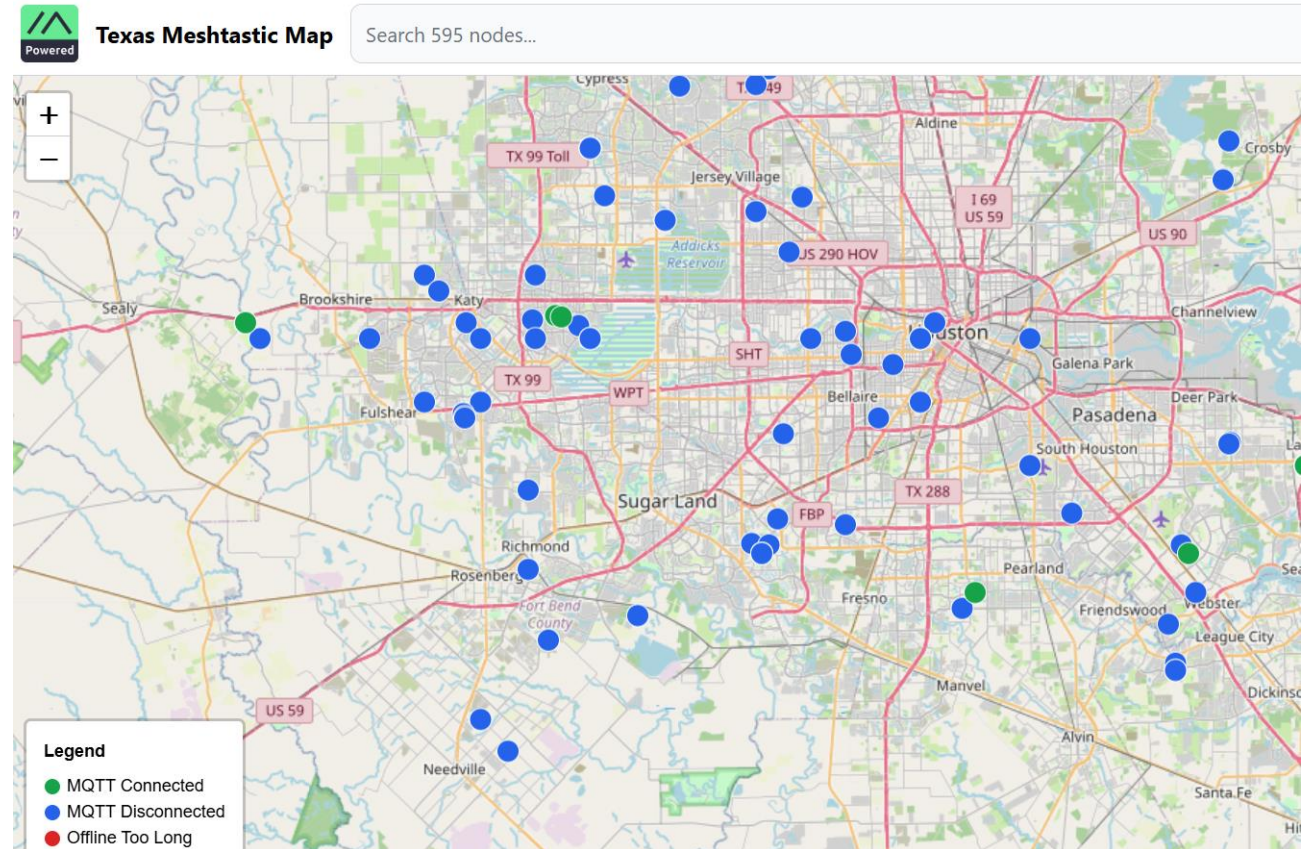 Powered
Texas Meshtastic Map
Search 595 nodes...
+
−
Cypress
Aldine
TX 99 Toll
Crosby
Jersey Village
I 69
US 59
US 90
Addicks
Reservoir
US 290 HOV
Brookshire
Katy
Sealy
Channelview
Houston
SHT
Galena Park
TX 99
WPT
Bellaire
Deer Park
Fulshear
Pasadena
South Houston
TX 288
Sugar Land
FBP
Richmond
Pearland
Rosenberg
Fresno
Fort Bend
County
Friendswood
Webster
League City
Manvel
Dickinso
US 59
Alvin
Needville
Santa Fe
Legend
MQTT Connected
MQTT Disconnected
Offline Too Long